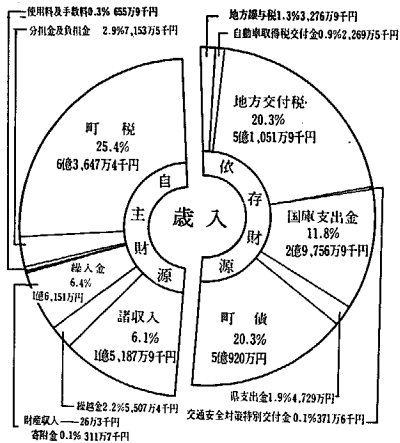 使用料及手数料0.3% 655万9千円
分担金及負担金 2.9%7,153万5千円
地方譲与税1.3%3,276万9千円
自動車取得税交付金0.9%2,269万5千円
町税
25.4%
6億3,647万4千円
地方交付税
20.3%
5億1,051万9千円
自主財源
歳入
依存財源
国庫支出金
11.8%
2億9,756万9千円
繰入金
6.4%
1億6,151万円
諸収入
6.1%
1億5,187万9千円
町債
20.3%
5億920万円
県支出金1.9%4,729万円
繰越金2.2%5,507万4千円
交通安全対策特別交付金0.1%371万6千円
財産収入―26万3千円
寄附金0.1% 311万7千円